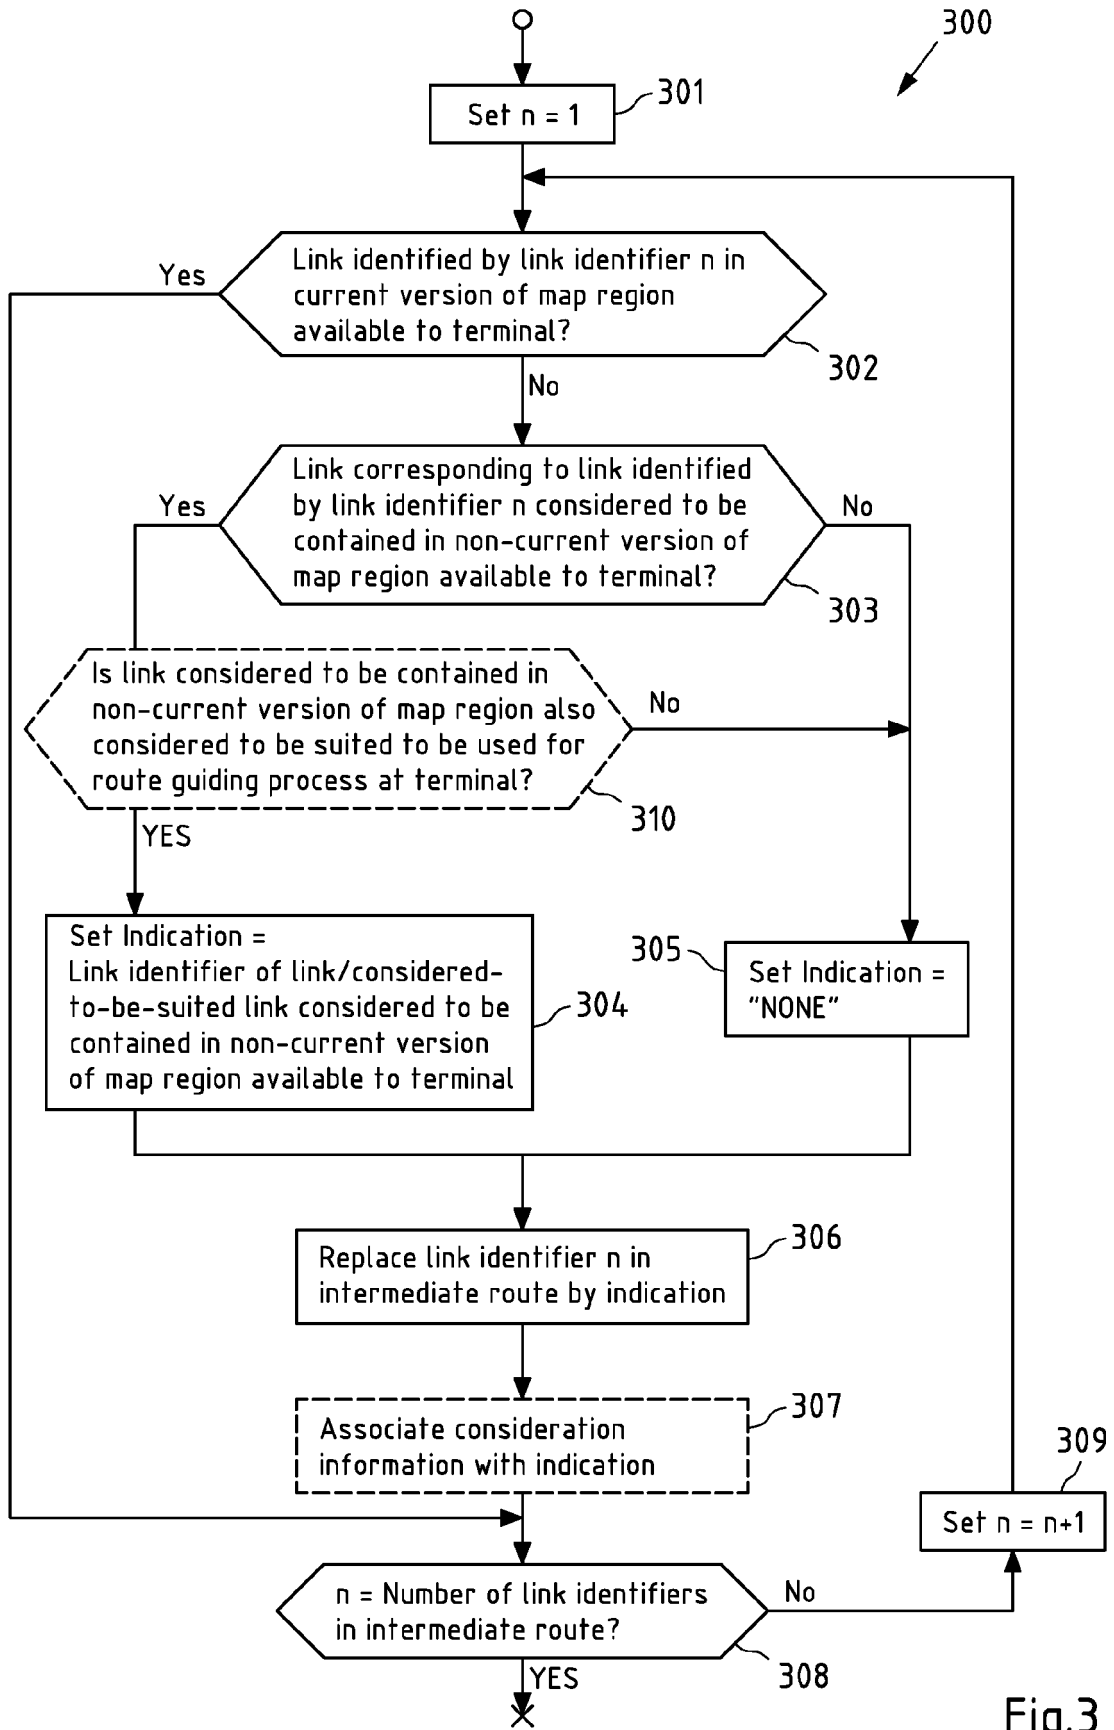 300
301
Set n = 1
Yes
Link identified by link identifier n in
current version of map region
available to terminal?
302
No
Yes
Link corresponding to link identified
by link identifier n considered to be
contained in non-current version of
map region available to terminal?
No
303
Is link considered to be contained in
non-current version of map region also
considered to be suited to be used for
route guiding process at terminal?
No
310
YES
Set Indication =
Link identifier of link/considered-
to-be-suited link considered to be
contained in non-current version
of map region available to terminal
304
305
Set Indication =
"NONE"
306
Replace link identifier n in
intermediate route by indication
307
Associate consideration
information with indication
309
Set n = n+1
n = Number of link identifiers
in intermediate route?
No
308
YES
Fig.3